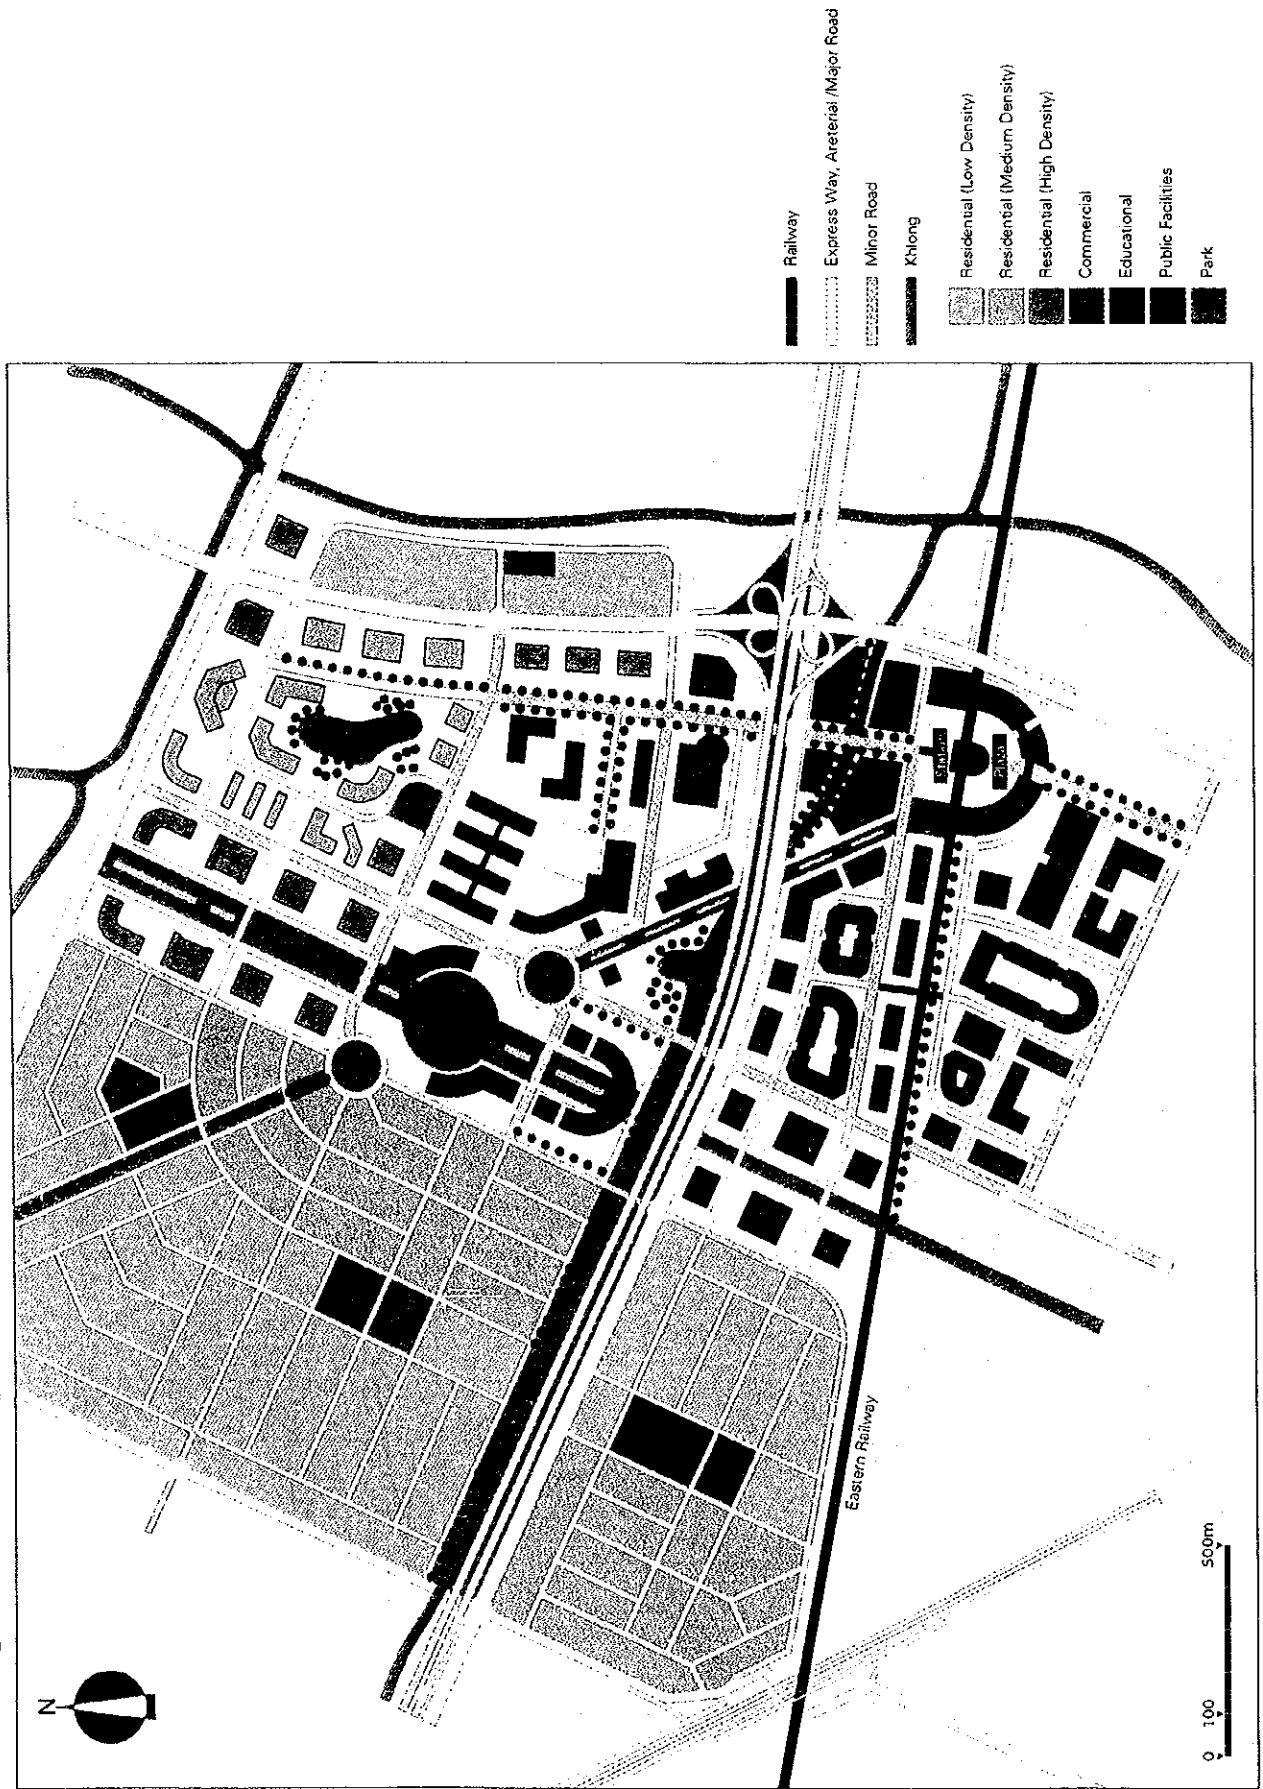 N
Eastern Railway
0 100 500m
Railway
Express Way, Areterial /Major Road
Minor Road
Khlong
Residential (Low Density)
Residential (Medium Density)
Residential (High Density)
Commercial
Educational
Public Facilities
Park